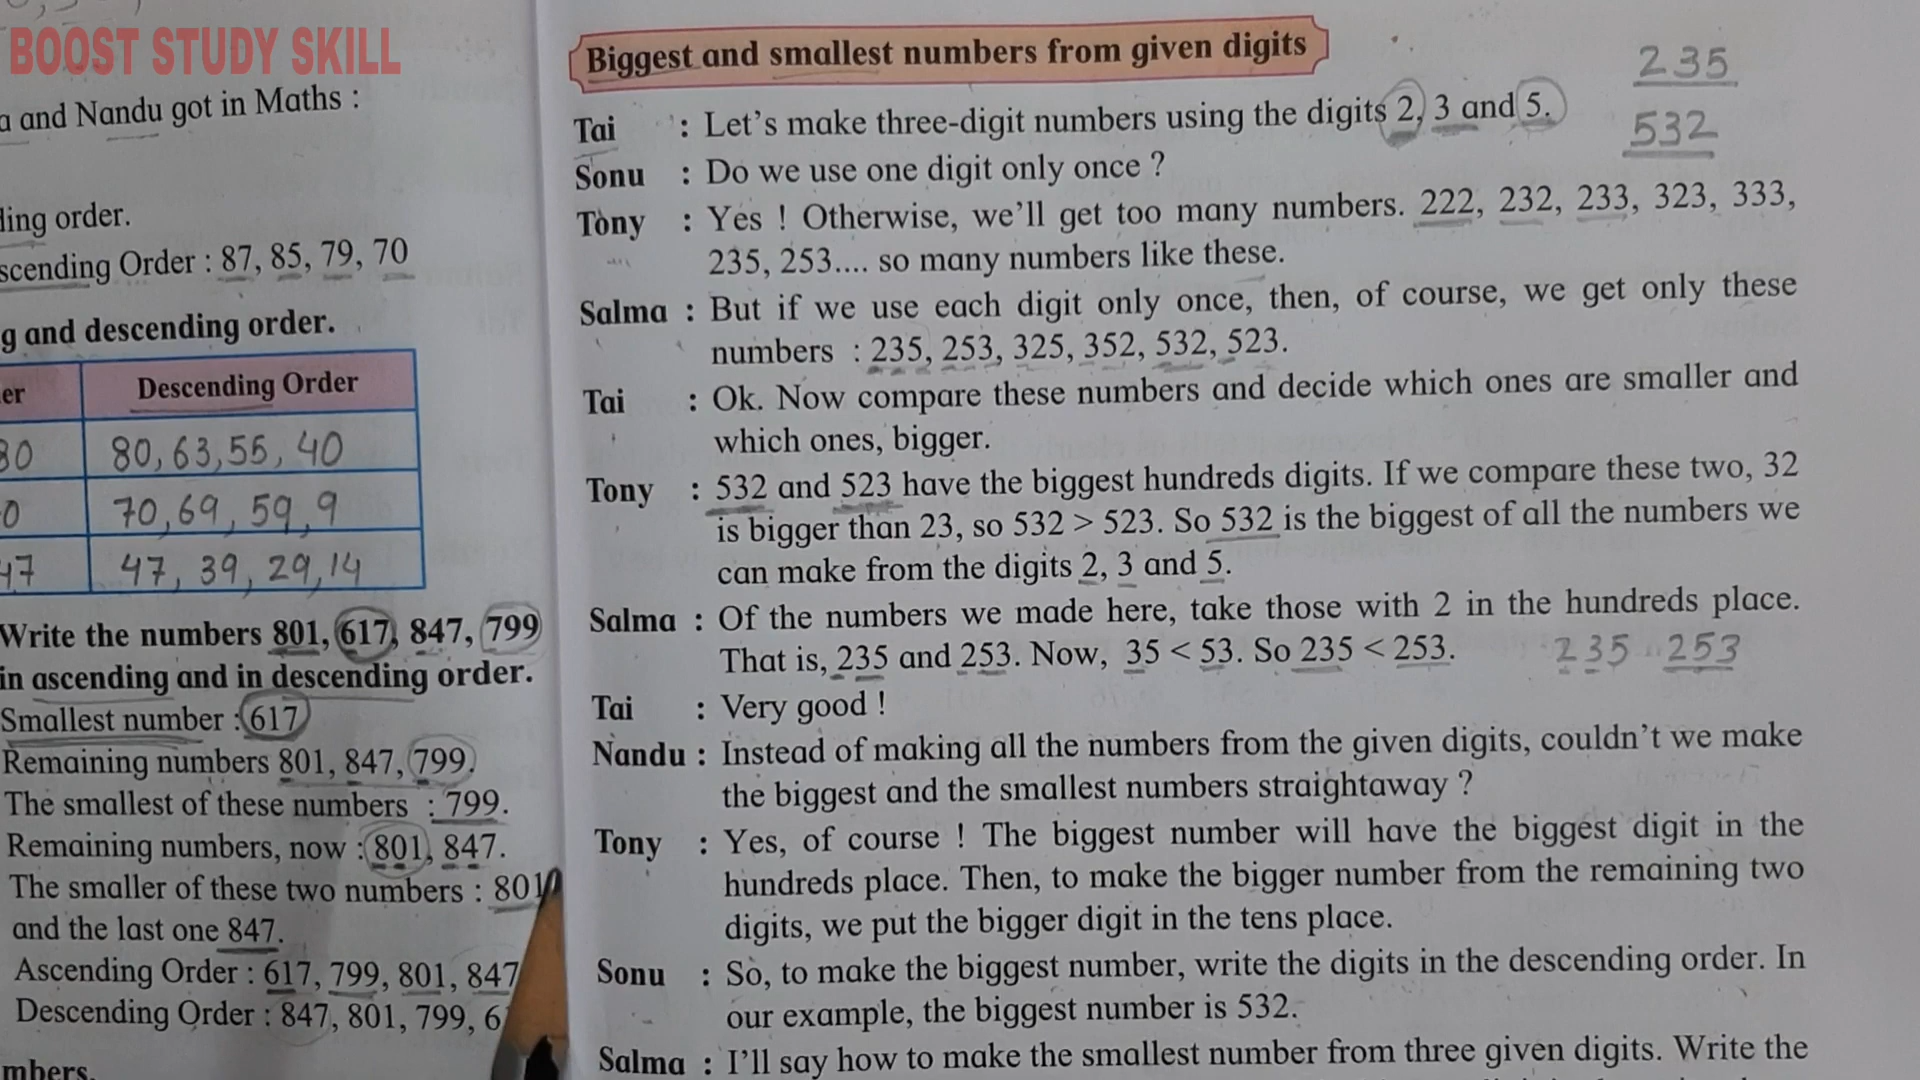 BOOST STUDY SKILL
a and Nandu got in Maths :
ding order.
scending Order : 87, 85, 79, 70
g and descending order.
er Descending Order
80 80, 63, 55, 40
0 70, 69, 59, 9
47 47, 39, 29, 14
Write the numbers 801, 617, 847, 799
in ascending and in descending order.
Smallest number : 617
Remaining numbers 801, 847, 799.
The smallest of these numbers : 799.
Remaining numbers, now : 801, 847.
The smaller of these two numbers : 801
and the last one 847.
Ascending Order : 617, 799, 801, 847
Descending Order : 847, 801, 799, 6
mbers.
Biggest and smallest numbers from given digits
235
532
Tai : Let's make three-digit numbers using the digits 2, 3 and 5.
Sonu : Do we use one digit only once ?
Tony : Yes ! Otherwise, we'll get too many numbers. 222, 232, 233, 323, 333,
235, 253.... so many numbers like these.
Salma : But if we use each digit only once, then, of course, we get only these
numbers : 235, 253, 325, 352, 532, 523.
Tai : Ok. Now compare these numbers and decide which ones are smaller and
which ones, bigger.
Tony : 532 and 523 have the biggest hundreds digits. If we compare these two, 32
is bigger than 23, so 532 > 523. So 532 is the biggest of all the numbers we
can make from the digits 2, 3 and 5.
Salma : Of the numbers we made here, take those with 2 in the hundreds place.
That is, 235 and 253. Now, 35 < 53. So 235 < 253. 235 253
Tai : Very good !
Nandu : Instead of making all the numbers from the given digits, couldn't we make
the biggest and the smallest numbers straightaway ?
Tony : Yes, of course ! The biggest number will have the biggest digit in the
hundreds place. Then, to make the bigger number from the remaining two
digits, we put the bigger digit in the tens place.
Sonu : So, to make the biggest number, write the digits in the descending order. In
our example, the biggest number is 532.
Salma : I'll say how to make the smallest number from three given digits. Write the